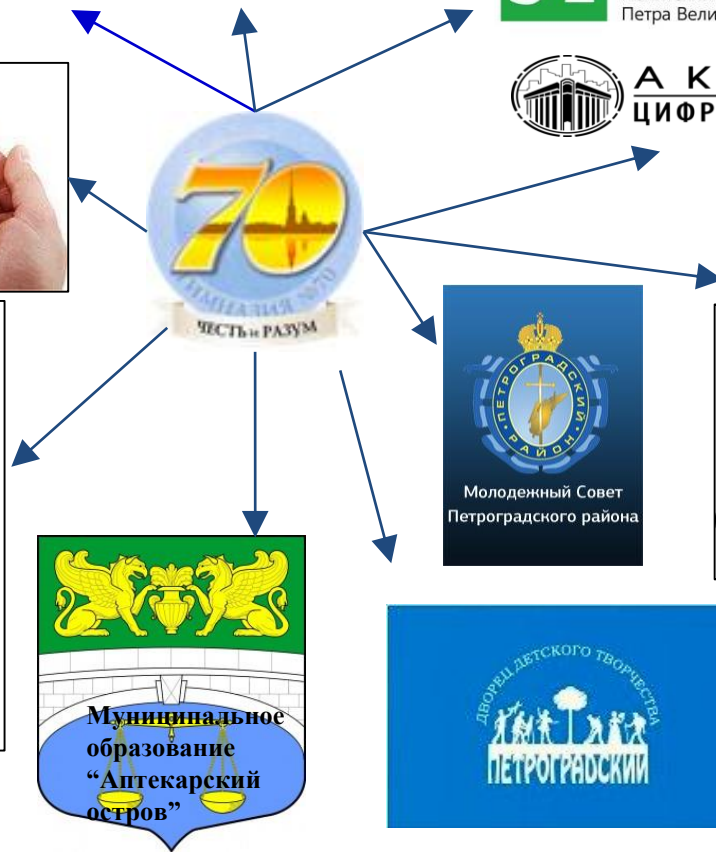 Петра Вели
А К
ЦИФР
70
ГИМНАЗИЯ №70
ЧЕСТЬ и РАЗУМ
ПЕТРОГРАДСКИЙ
РАЙОН
Молодежный Совет
Петроградского района
Муниципальное
образование
“Аптекарский
остров”
ДВОРЕЦ ДЕТСКОГО ТВОРЧЕСТВА
ПЕТРОГРАДСКИЙ